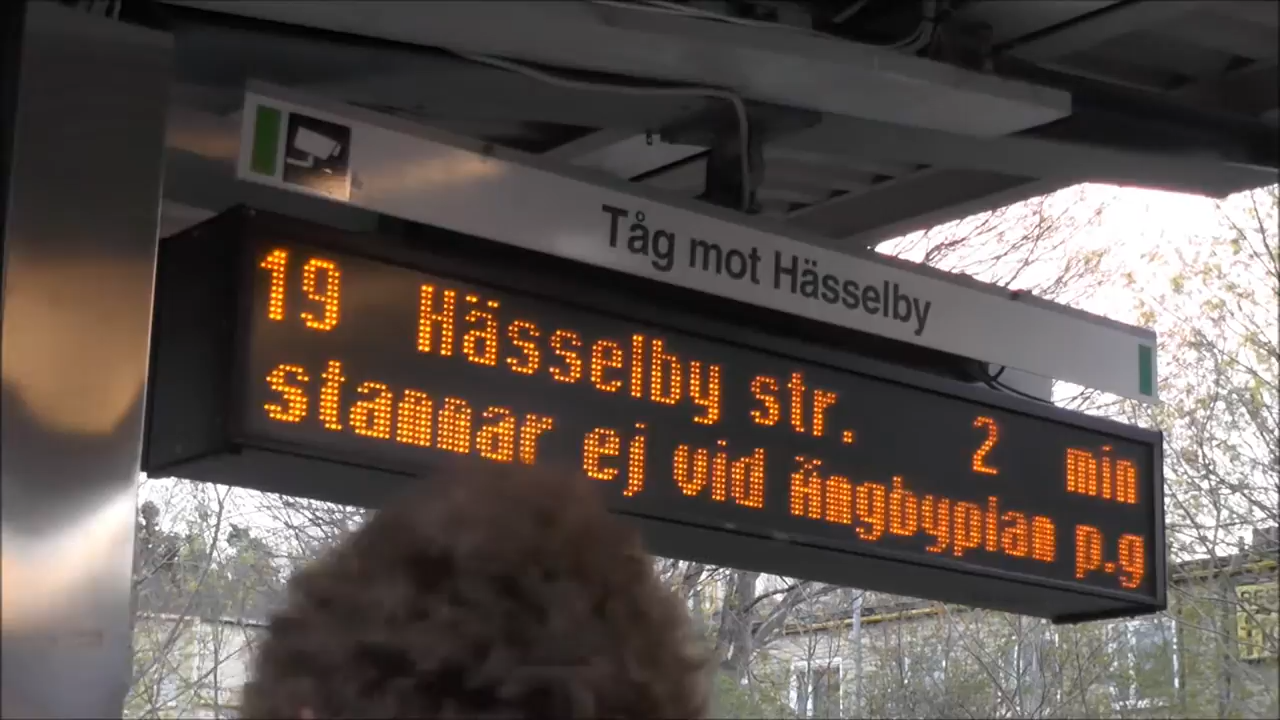 Tåg mot Hässelby
19 Hässelby str. 2 min
stannar ej vid Ängbyplan p.g